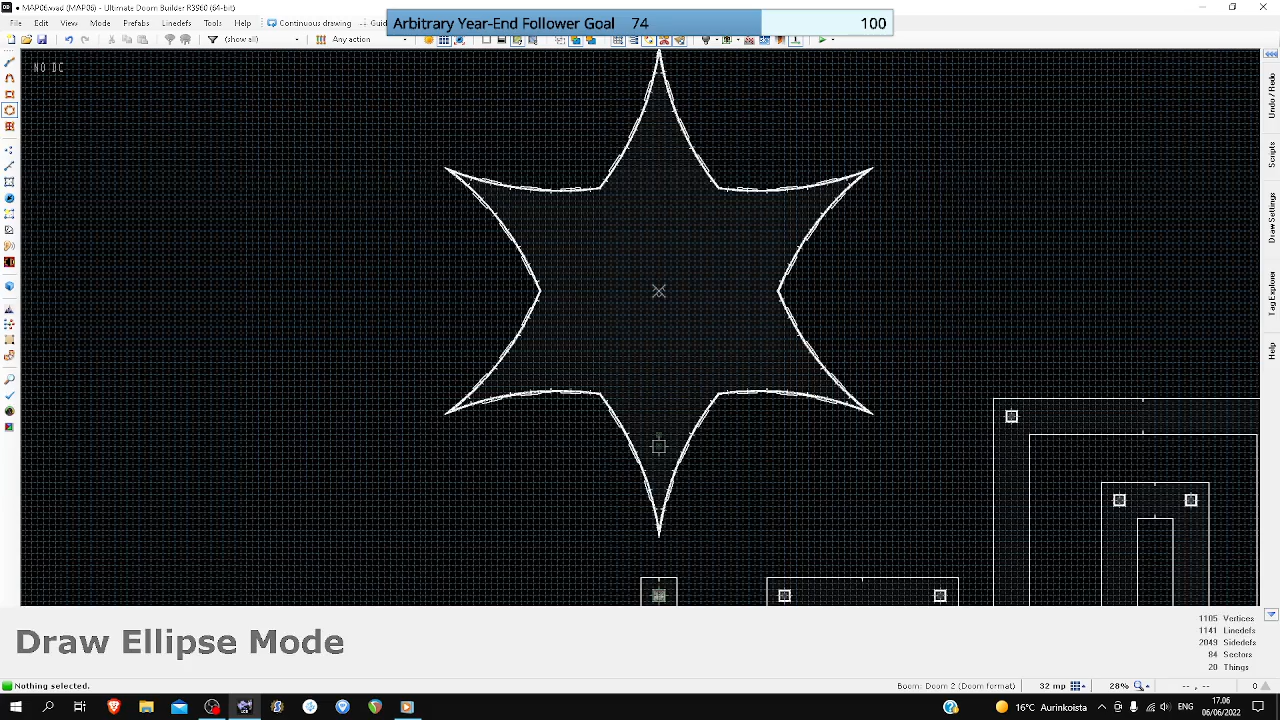 MAP06.wad (MAP06) - Ultimate Doom Builder R3960 (64-bit)
Arbitrary Year-End Follower Goal 74 100
File Edit View Mode Prefabs Linedefs Tools Help Continuous drawing Guid
(show all) Any action
NO DC
Undo / Redo
Scripts
Draw Settings
Tag Explorer
Help
Draw Ellipse Mode
1105 Vertices
1141 Linedefs
2049 Sidedefs
84 Sectors
20 Things
Nothing selected.
Boom: Doom 2 (Doom format) 32 mp 28% -- , -- 0
16°C Aurinkoista ENG 17.06
06/06/2022